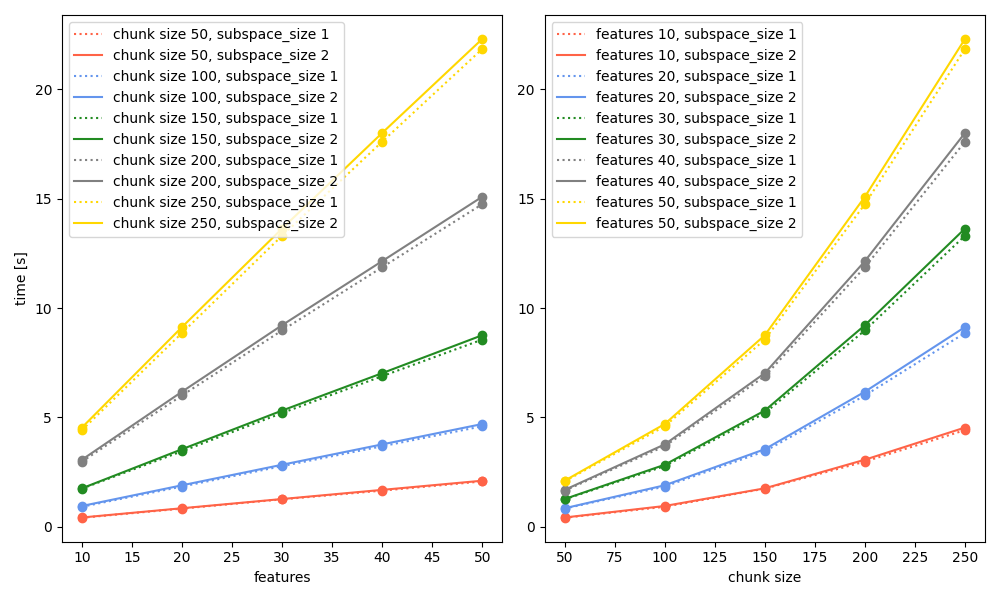 chunk size 50, subspace_size 1
chunk size 50, subspace_size 2
chunk size 100, subspace_size 1
chunk size 100, subspace_size 2
chunk size 150, subspace_size 1
chunk size 150, subspace_size 2
chunk size 200, subspace_size 1
chunk size 200, subspace_size 2
chunk size 250, subspace_size 1
chunk size 250, subspace_size 2
20
15
10
5
0
time [s]
10 15 20 25 30 35 40 45 50
features
features 10, subspace_size 1
features 10, subspace_size 2
features 20, subspace_size 1
features 20, subspace_size 2
features 30, subspace_size 1
features 30, subspace_size 2
features 40, subspace_size 1
features 40, subspace_size 2
features 50, subspace_size 1
features 50, subspace_size 2
20
15
10
5
0
50 75 100 125 150 175 200 225 250
chunk size